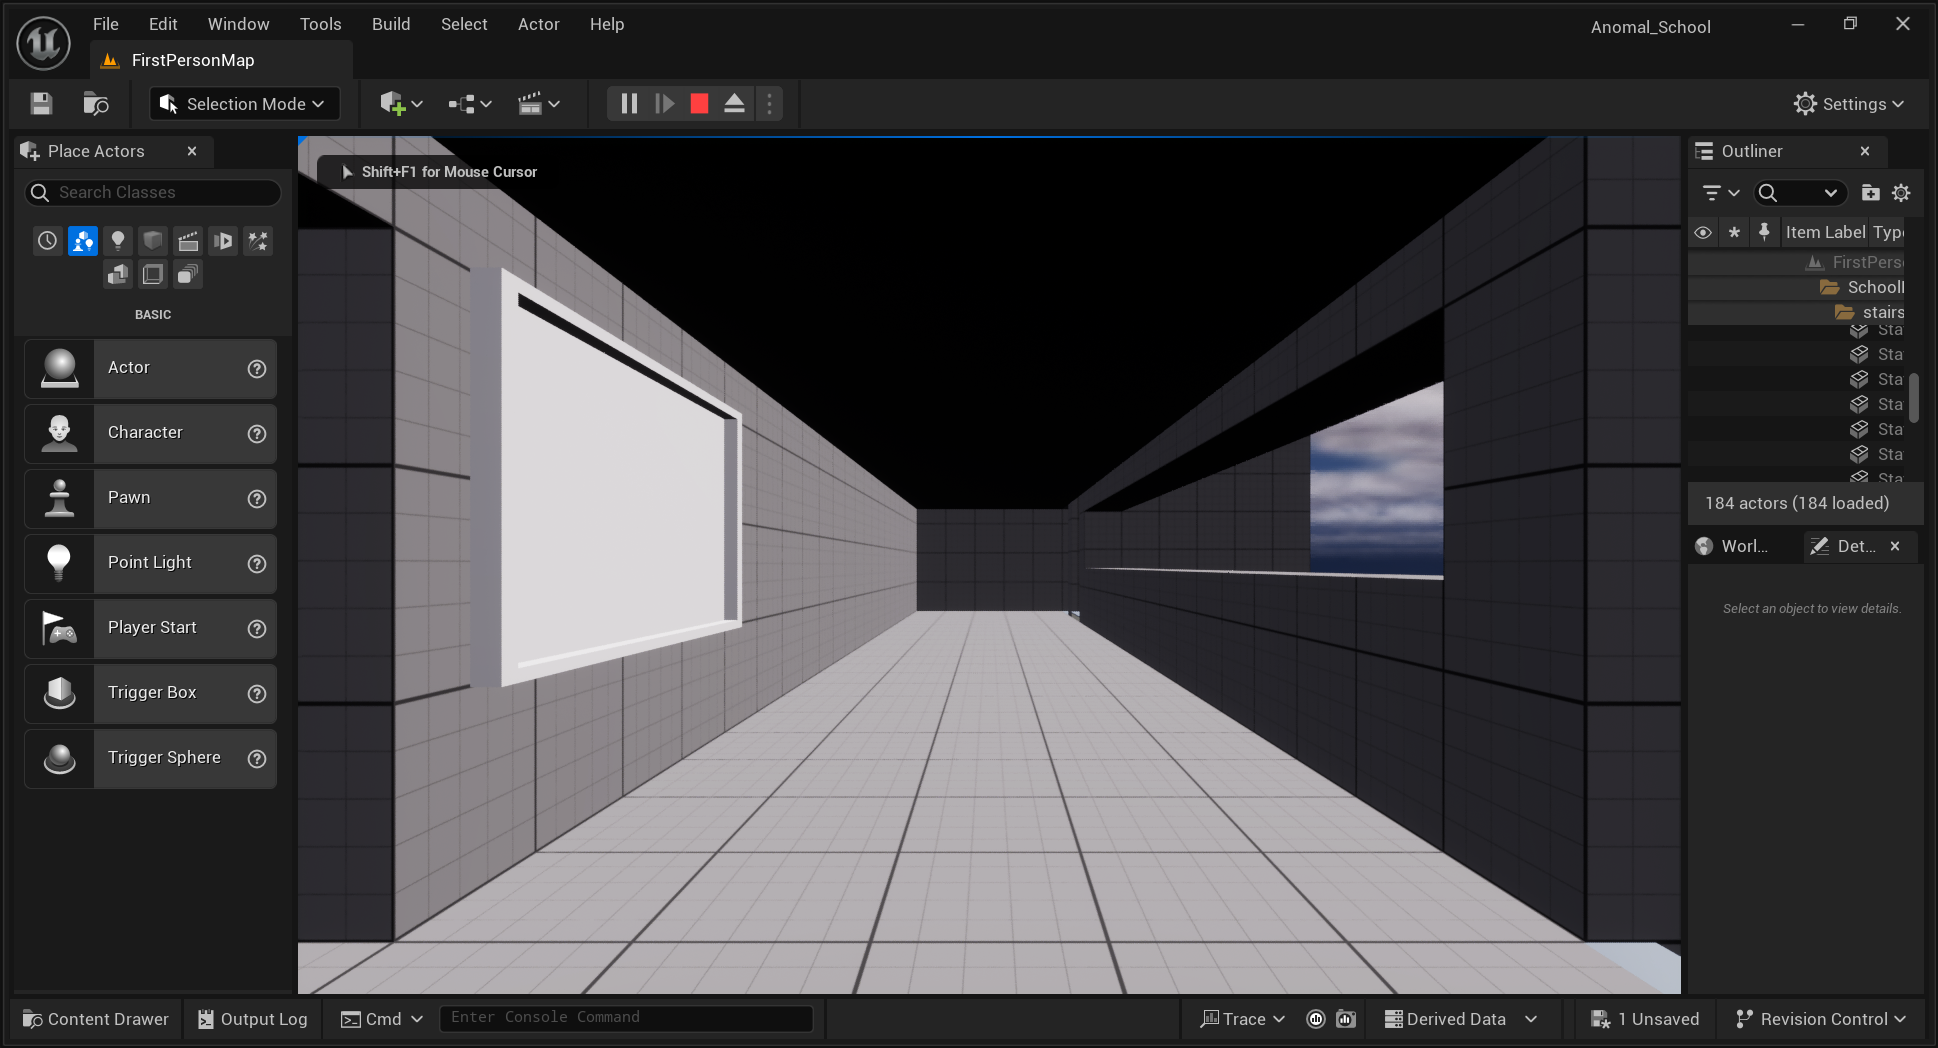 File Edit Window Tools Build Select Actor Help
Anomal_School
FirstPersonMap
Selection Mode
Settings
Place Actors
Search Classes
BASIC
Actor
Character
Pawn
Point Light
Player Start
Trigger Box
Trigger Sphere
Shift+F1 for Mouse Cursor
Outliner
Item Label Type
FirstPers
School
stairs
Sta
Sta
Sta
Sta
Sta
Sta
Sta
184 actors (184 loaded)
Worl... Det...
Select an object to view details.
Content Drawer Output Log Cmd Enter Console Command Trace Derived Data 1 Unsaved Revision Control